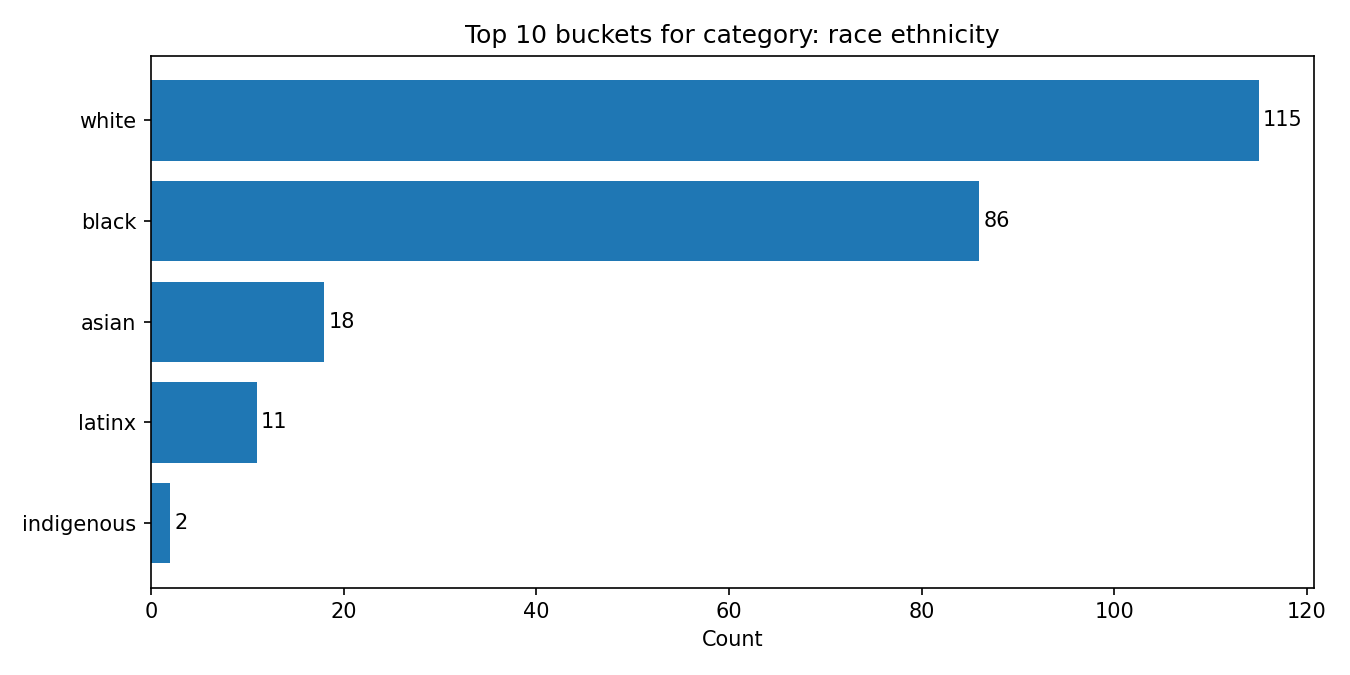 Top 10 buckets for category: race ethnicity
white
115
black
86
asian
18
latinx
11
indigenous
2
0 20 40 60 80 100 120
Count